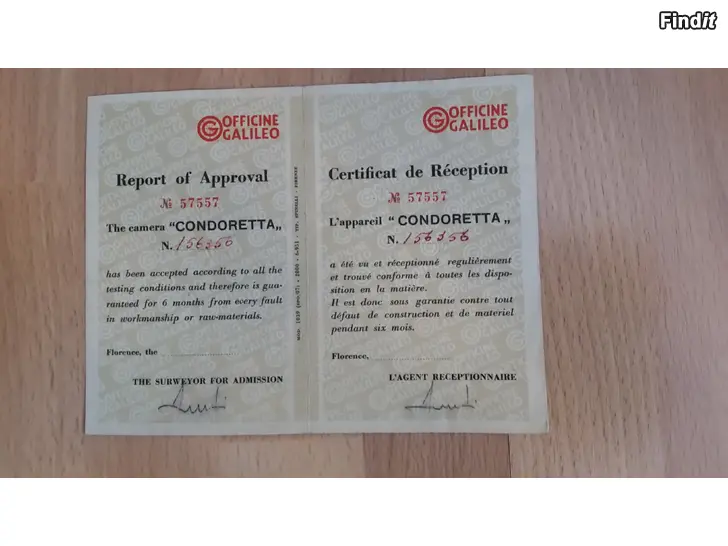 Findit
OFFICINE
GALILEO
Report of Approval
№ 57557
The camera "CONDORETTA„
N. 156356
has been accepted according to all the
testing conditions and therefore is gua-
ranteed for 6 months from every fault
in workmanship or raw-materials.
Florence, the
THE SURVEYOR FOR ADMISSION
OFFICINE
GALILEO
Certificat de Réception
№ 57557
L'appareil " CONDORETTA„
N. 156356
a été vu et réceptionné regulièrement
et trouvé conforme à toutes les dispo-
sition en la matière.
Il est donc sous garantie contre tout
défaut de construction et de materiel
pendant six mois.
Florence,
L'AGENT RECEPTIONNAIRE